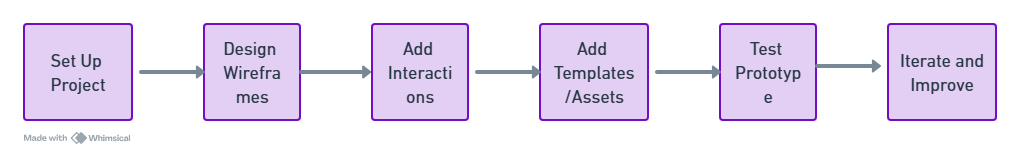 Set Up
Project
Design
Wirefra
mes
Add
Interacti
ons
Add
Templates
/Assets
Test
Prototyp
e
Iterate and
Improve
Made with Whimsical